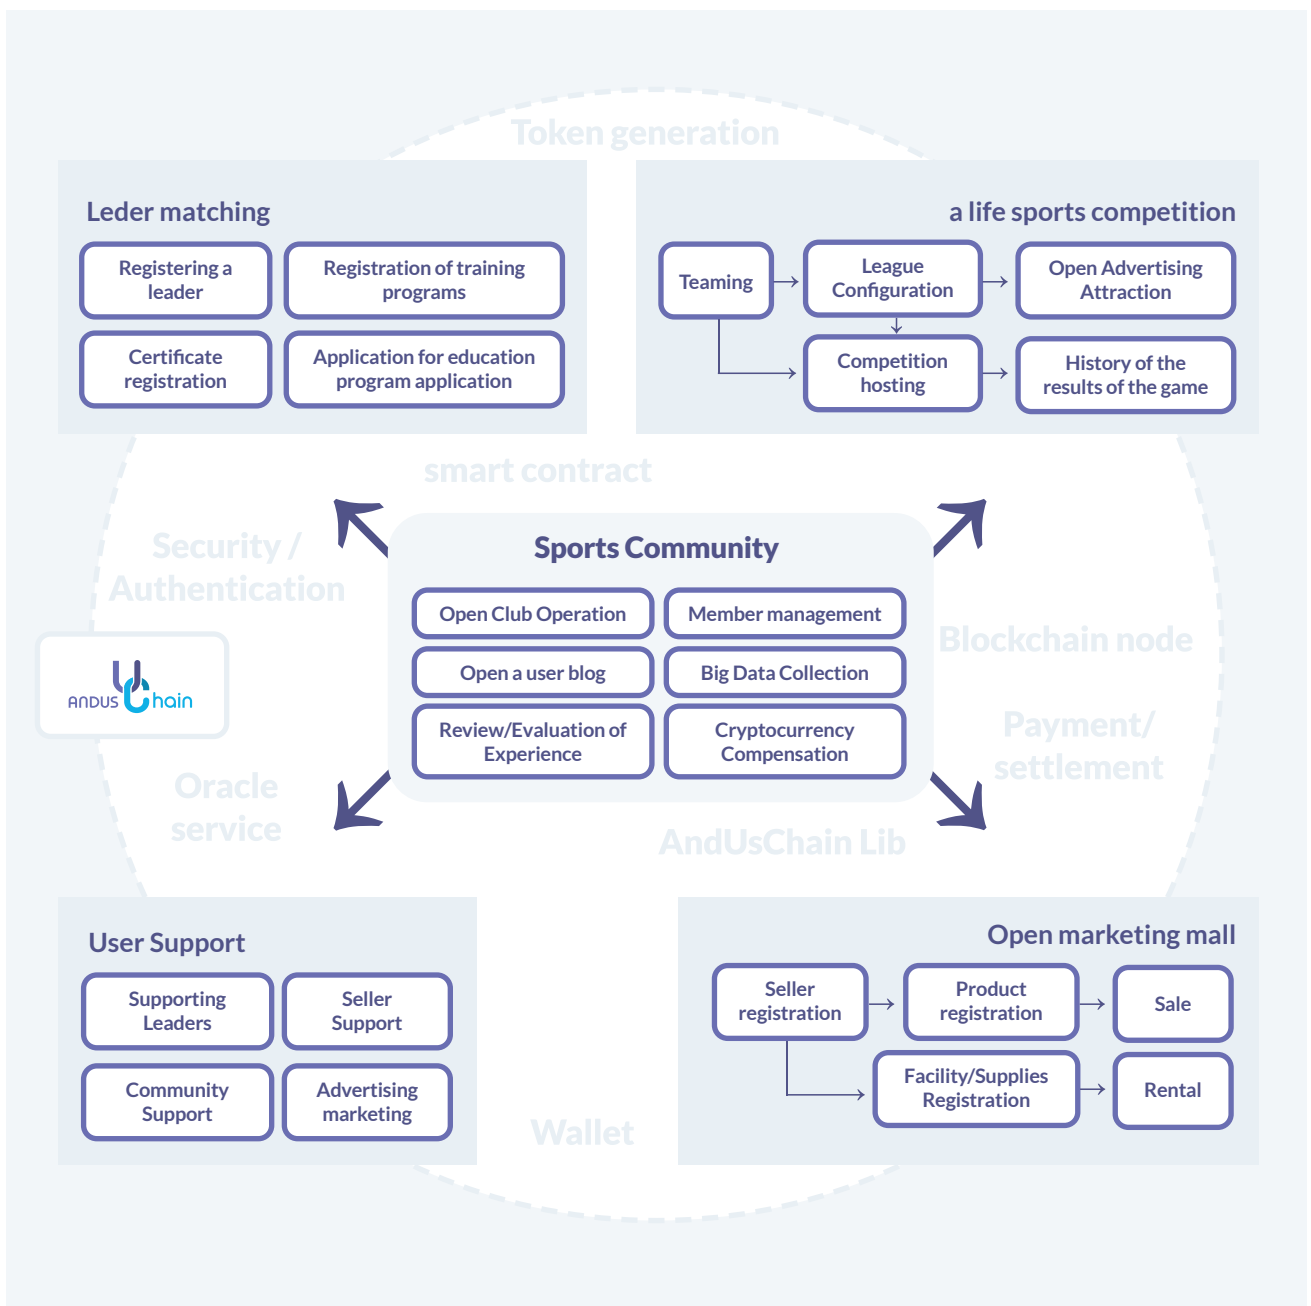 Token generation
Leder matching
Registering a
leader
Registration of training
programs
Certificate
registration
Application for education
program application
a life sports competition
Teaming
League
Configuration
Open Advertising
Attraction
Competition
hosting
History of the
results of the game
smart contract
Security /
Authentication
Sports Community
Open Club Operation
Member management
Open a user blog
Big Data Collection
Review/Evaluation of
Experience
Cryptocurrency
Compensation
Blockchain node
ANDUS Chain
Payment/
settlement
Oracle
service
AndUsChain Lib
User Support
Supporting
Leaders
Seller
Support
Community
Support
Advertising
marketing
Open marketing mall
Seller
registration
Product
registration
Sale
Facility/Supplies
Registration
Rental
Wallet